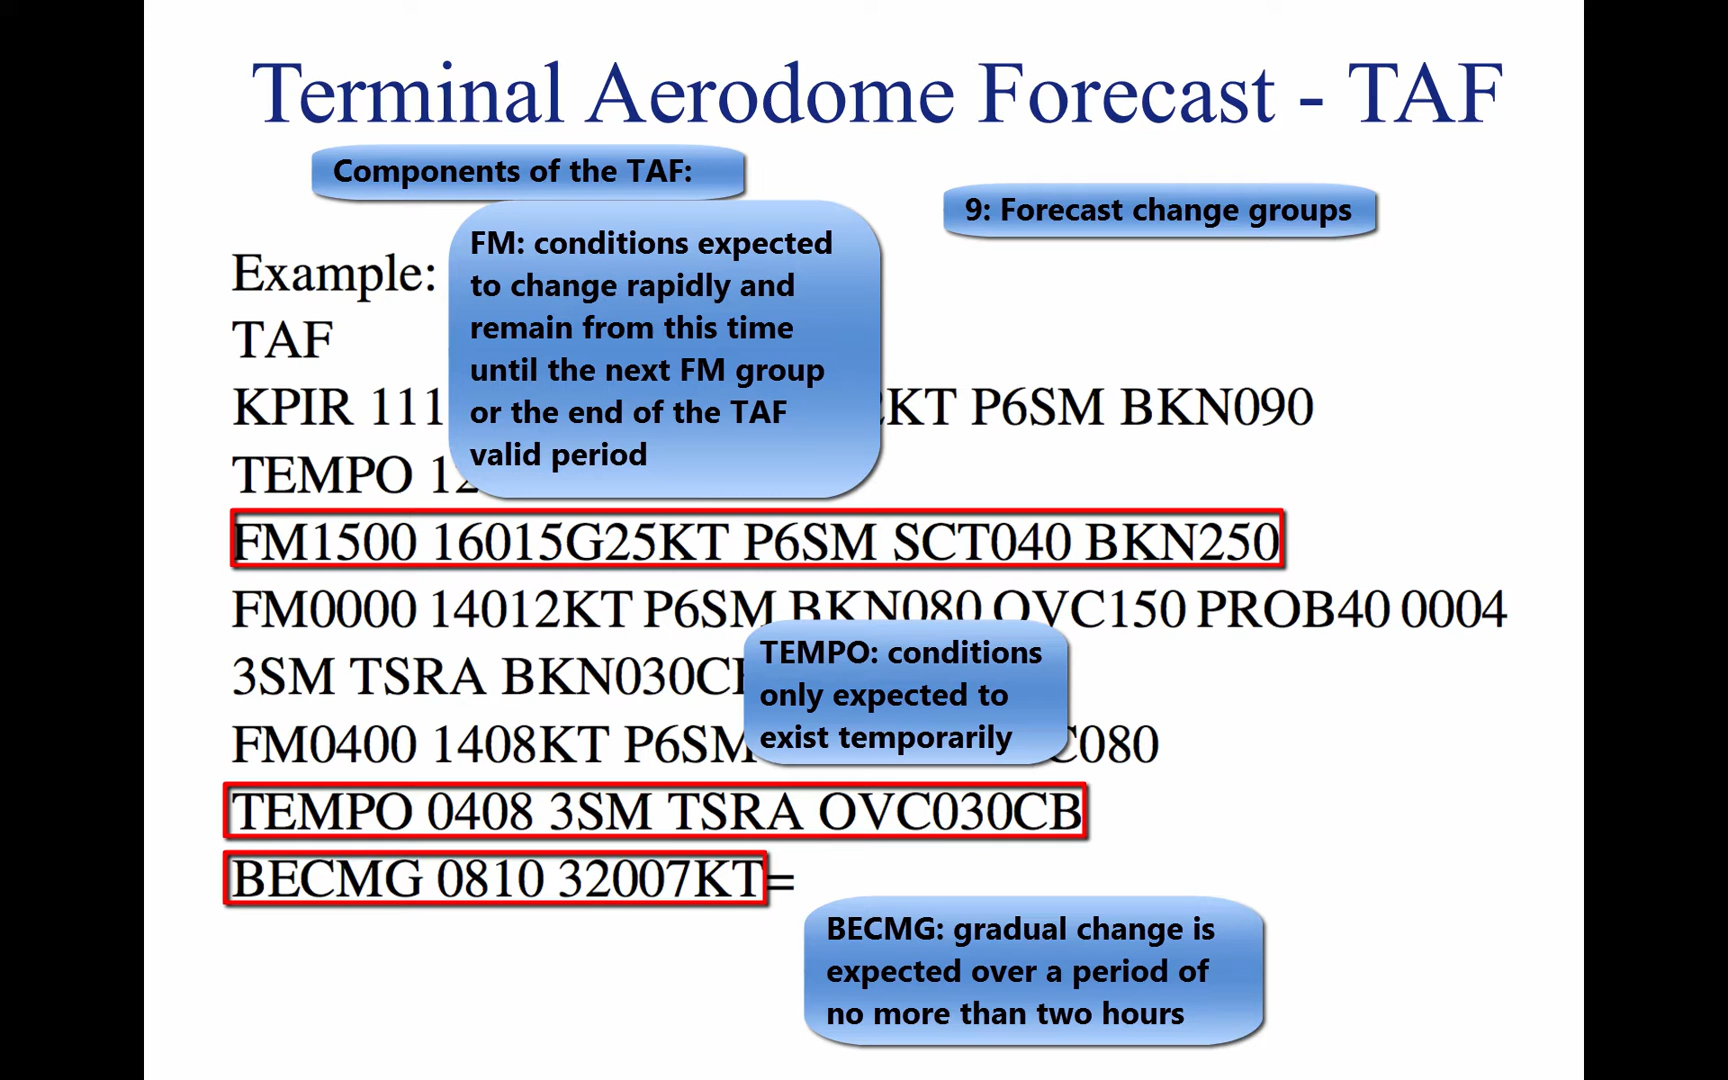 Terminal Aerodome Forecast - TAF
Components of the TAF:
9: Forecast change groups
FM: conditions expected
to change rapidly and
remain from this time
until the next FM group
or the end of the TAF
valid period
Example:
TAF
KPIR 111 KT P6SM BKN090
TEMPO 12
FM1500 16015G25KT P6SM SCT040 BKN250
FM0000 14012KT P6SM BKN080 OVC150 PROB40 0004
3SM TSRA BKN030C
TEMPO: conditions
only expected to
exist temporarily
FM0400 1408KT P6SM C080
TEMPO 0408 3SM TSRA OVC030CB
BECMG 0810 32007KT=
BECMG: gradual change is
expected over a period of
no more than two hours